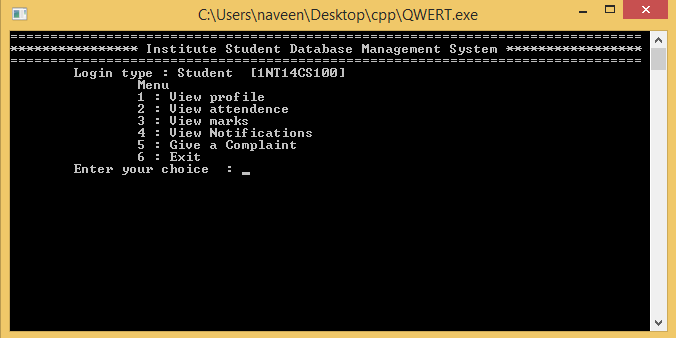 C:\Users\naveen\Desktop\cpp\QWERT.exe
===============================================================================
**************** Institute Student Database Management System *****************
===============================================================================
Login type : Student [1NT14CS100]
Menu
1 : View profile
2 : View attendence
3 : View marks
4 : View Notifications
5 : Give a Complaint
6 : Exit
Enter your choice : _